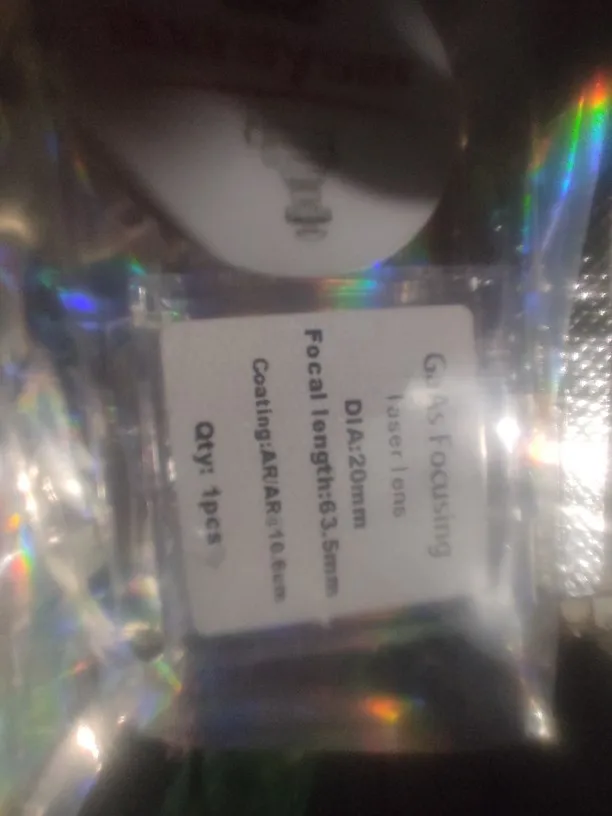 GaAs Focusing
laser lens
DIA:20mm
Focal length:63.5mm
Coating:AR/AR@10.6um
Qty: 1pcs